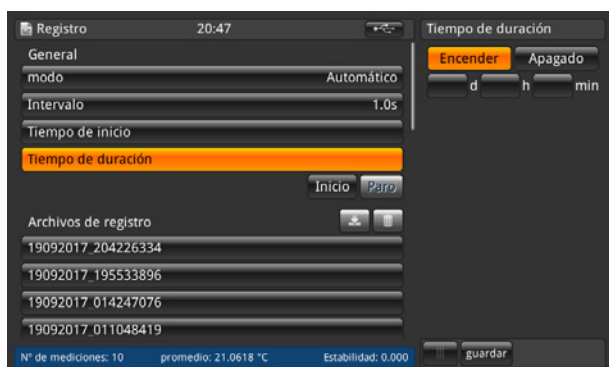 Registro 20:47
General
modo Automático
Intervalo 1.0s
Tiempo de inicio
Tiempo de duración
Inicio Paro
Archivos de registro
19092017_204226334
19092017_195533896
19092017_014247076
19092017_011048419
Nº de mediciones: 10 promedio: 21.0618 °C Estabilidad: 0.000
Tiempo de duración
Encender Apagado
d h min
guardar